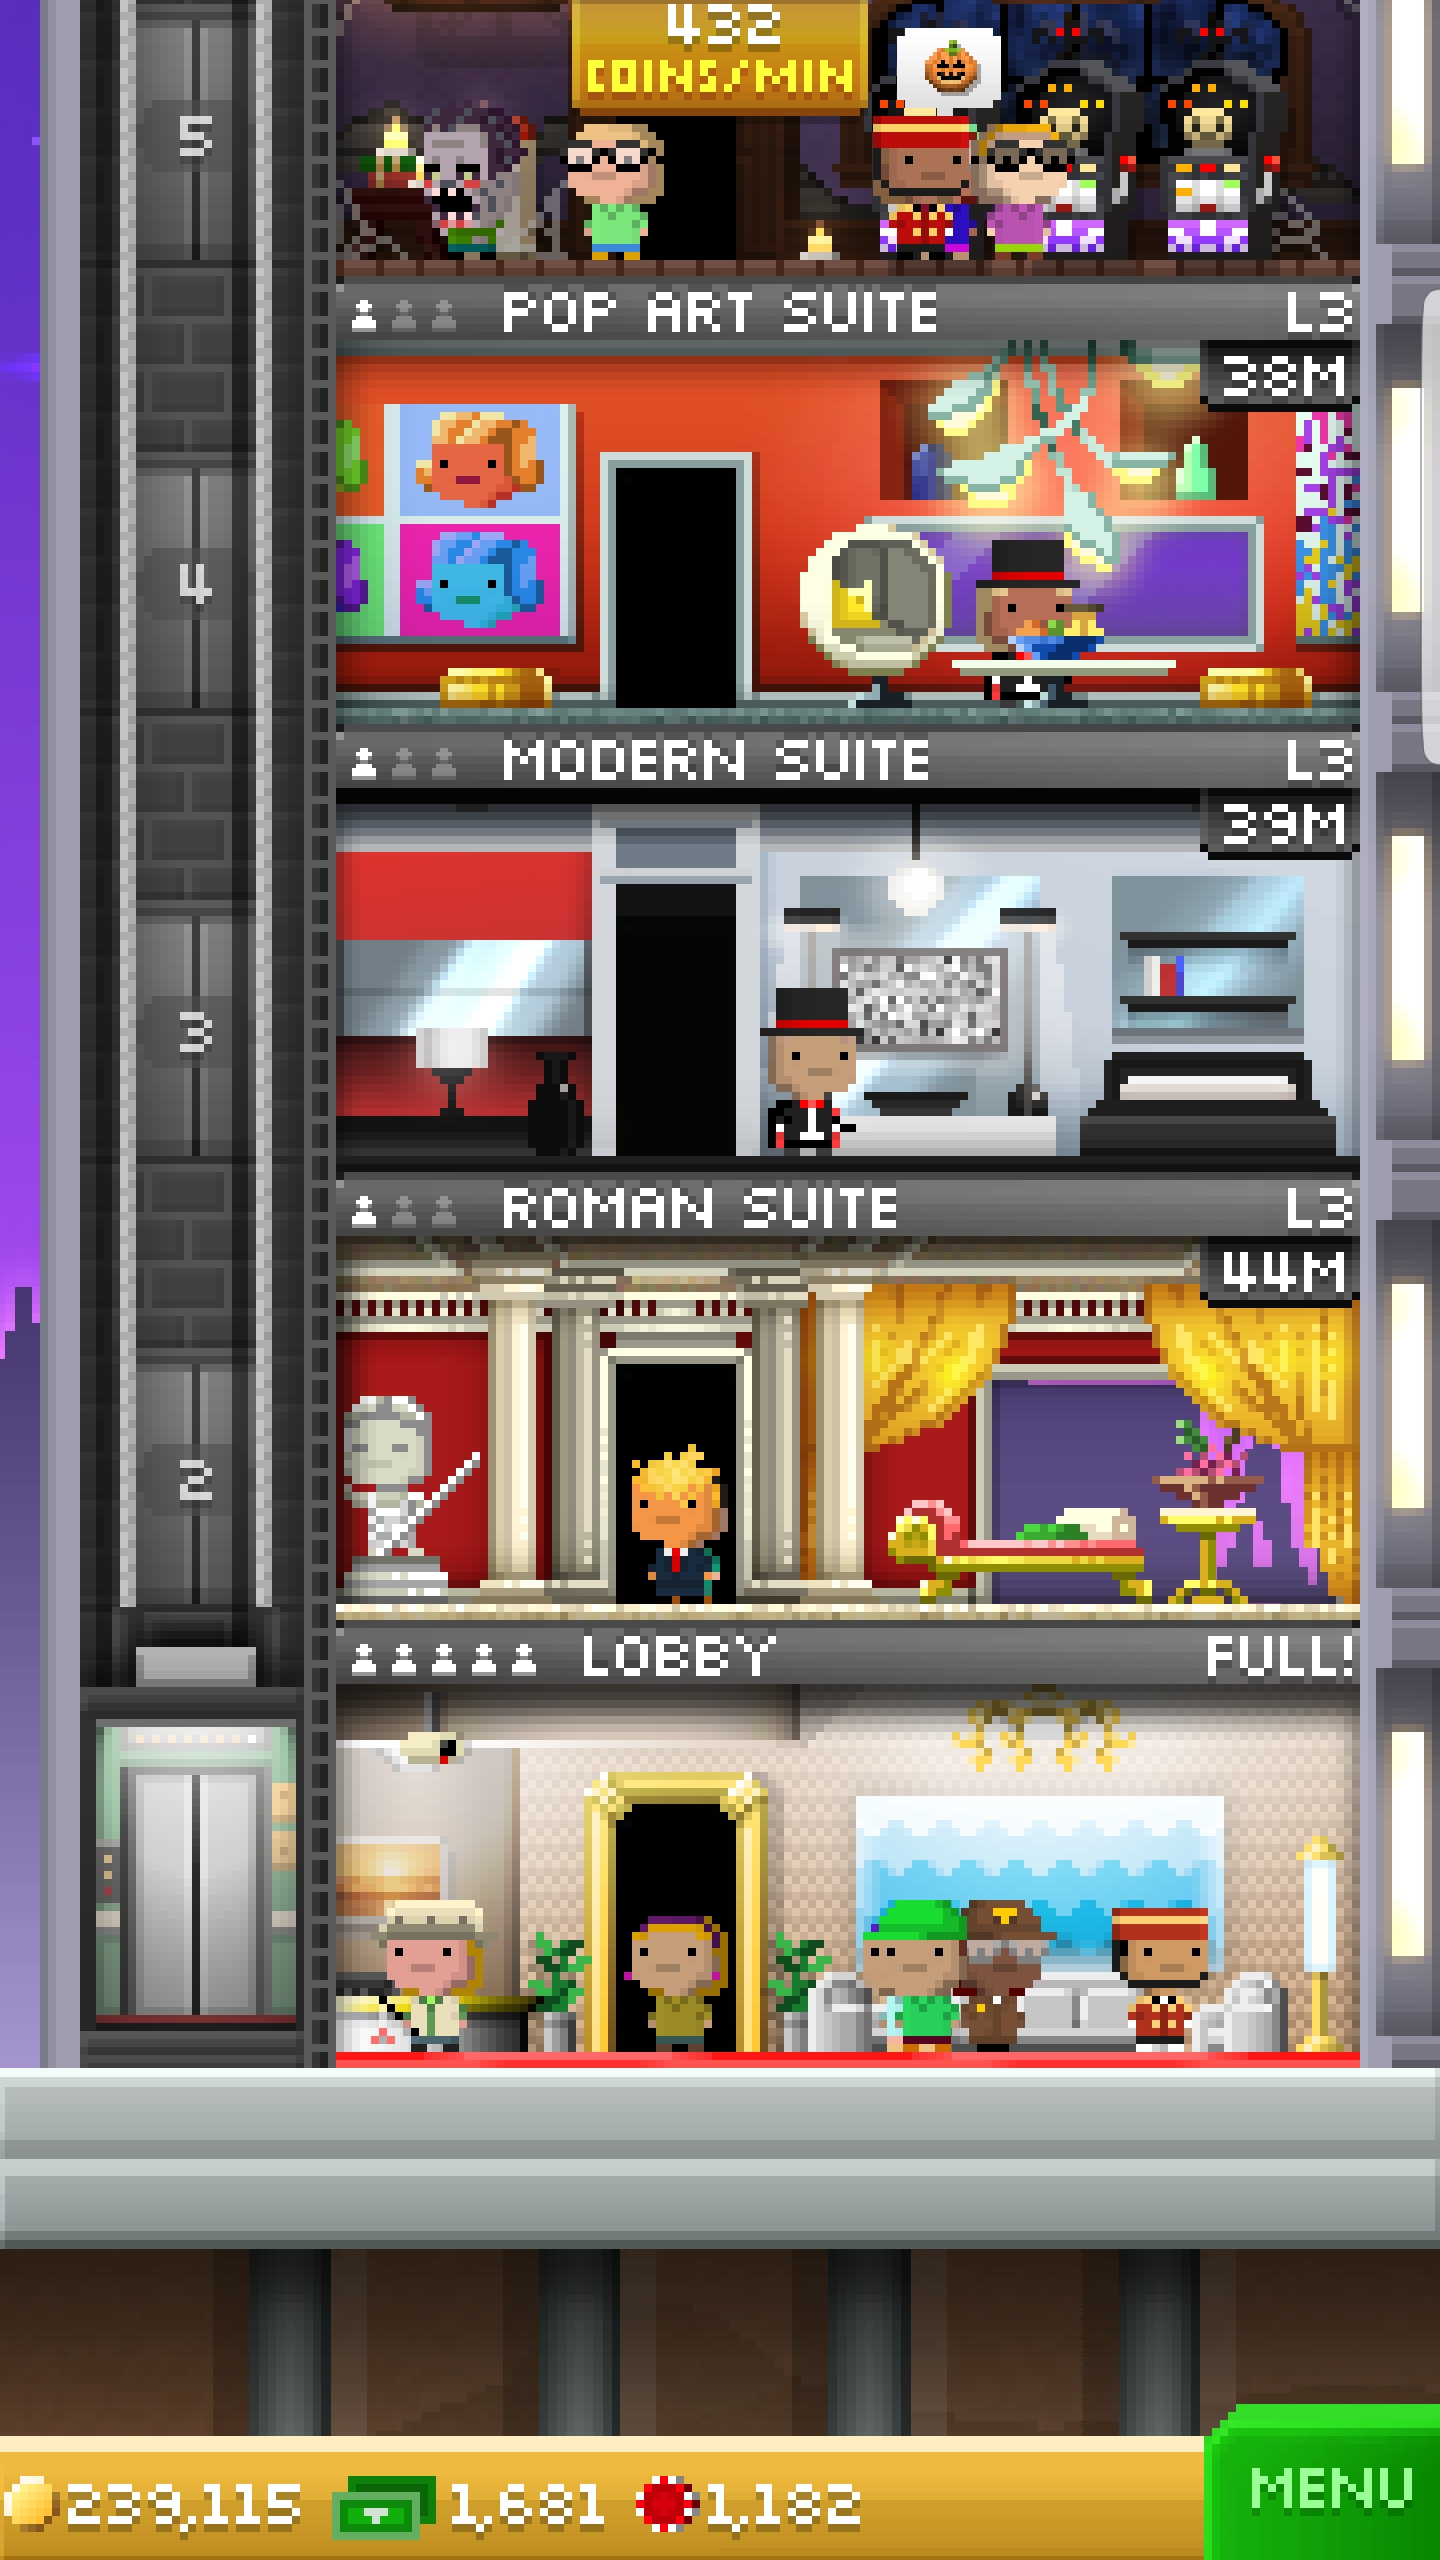 432
COINS/MIN
5
POP ART SUITE L3
38M
4
MODERN SUITE L3
39M
3
ROMAN SUITE L3
44M
2
LOBBY FULL!
239,115 1,681 1,182 MENU